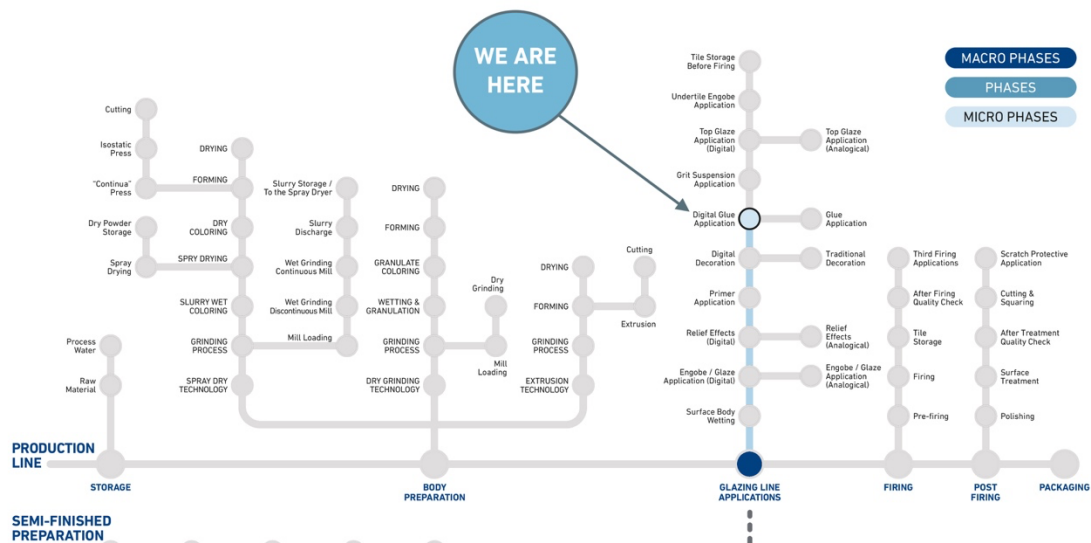 WE ARE
HERE
MACRO PHASES
PHASES
MICRO PHASES
Cutting
Isostatic
Press
"Continua"
Press
Dry Powder
Storage
Spray
Drying
Process
Water
Raw
Material
DRYING
FORMING
DRY
COLORING
SPRY DRYING
SLURRY WET
COLORING
GRINDING
PROCESS
SPRAY DRY
TECHNOLOGY
Slurry Storage /
To the Spray Dryer
Slurry
Discharge
Wet Grinding
Continuous Mill
Wet Grinding
Discontinuous Mill
Mill Loading
DRYING
FORMING
GRANULATE
COLORING
WETTING &
GRANULATION
GRINDING
PROCESS
DRY GRINDING
TECHNOLOGY
Dry
Grinding
Mill
Loading
DRYING
FORMING
GRINDING
PROCESS
EXTRUSION
TECHNOLOGY
Cutting
Extrusion
Tile Storage
Before Firing
Undertile Engobe
Application
Top Glaze
Application
(Digital)
Top Glaze
Application
(Analogical)
Grit Suspension
Application
Digital Glue
Application
Glue
Application
Digital
Decoration
Traditional
Decoration
Primer
Application
Relief Effects
(Digital)
Relief
Effects
(Analogical)
Engobe / Glaze
Application (Digital)
Engobe / Glaze
Application
(Analogical)
Surface Body
Wetting
Third Firing
Applications
After Firing
Quality Check
Tile
Storage
Firing
Pre-firing
Scratch Protective
Application
Cutting &
Squaring
After Treatment
Quality Check
Surface
Treatment
Polishing
PRODUCTION
LINE
STORAGE
BODY
PREPARATION
GLAZING LINE
APPLICATIONS
FIRING
POST
FIRING
PACKAGING
SEMI-FINISHED
PREPARATION